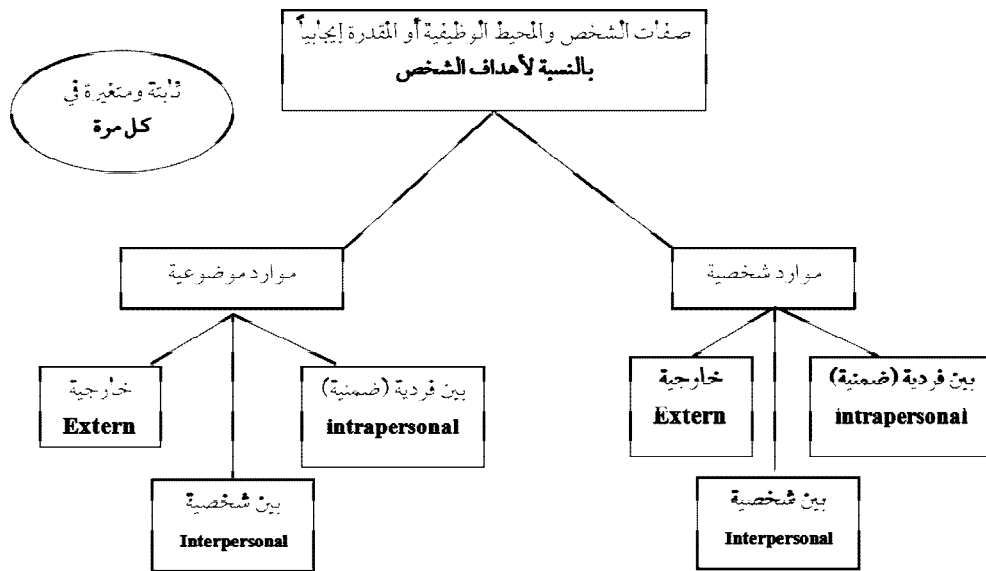 صفات الشخص والمحيط الوظيفية أو المقدرة إيجابياً
بالنسبة لأهداف الشخص
ثابتة ومتغيرة في
كل مرة
موارد شخصية
موارد موضوعية
بين فردية (ضمنية)
intrapersonal
خارجية
Extern
بين شخصية
Interpersonal
بين فردية (ضمنية)
intrapersonal
خارجية
Extern
بين شخصية
Interpersonal